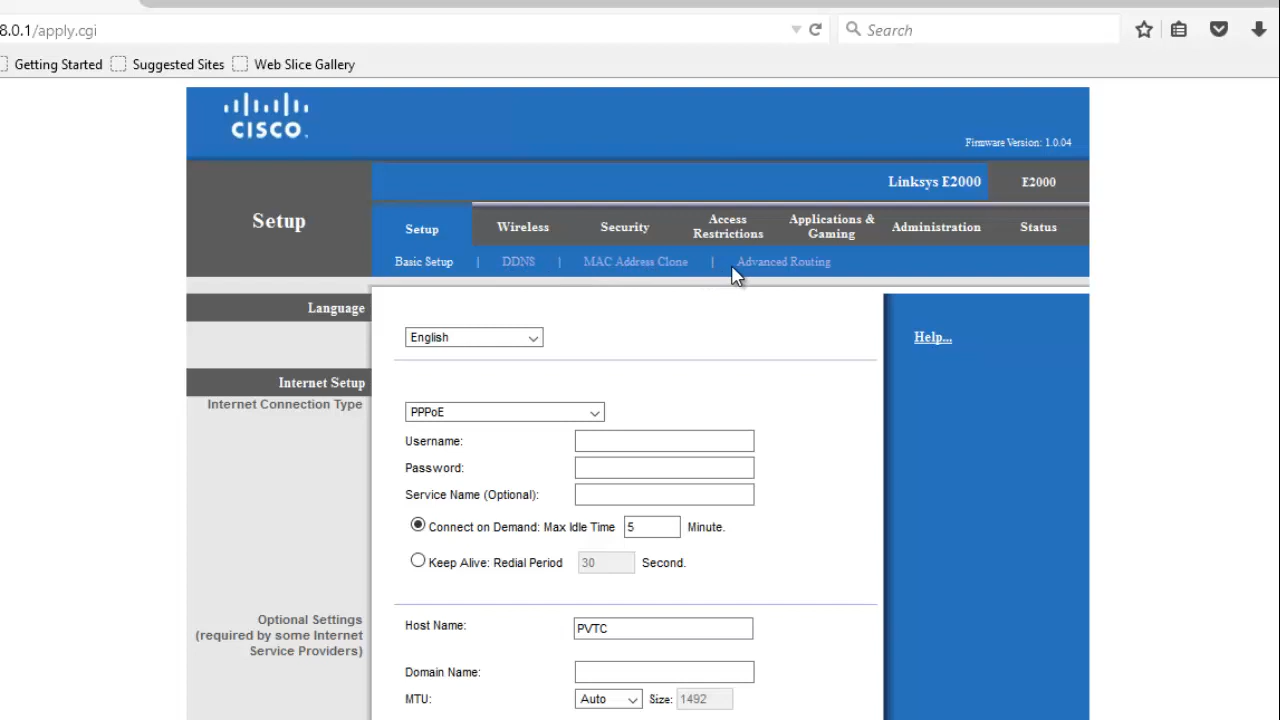 8.0.1/apply.cgi
Search
Getting Started
Suggested Sites
Web Slice Gallery
CISCO.
Firmware Version: 1.0.04
Linksys E2000
E2000
Setup
Setup
Wireless
Security
Access Restrictions
Applications & Gaming
Administration
Status
Basic Setup | DDNS | MAC Address Clone | Advanced Routing
Language
English
Help...
Internet Setup
Internet Connection Type
PPPoE
Username:
Password:
Service Name (Optional):
Connect on Demand: Max Idle Time 5 Minute.
Keep Alive: Redial Period 30 Second.
Optional Settings
(required by some Internet
Service Providers)
Host Name: PVTC
Domain Name:
MTU: Auto Size: 1492